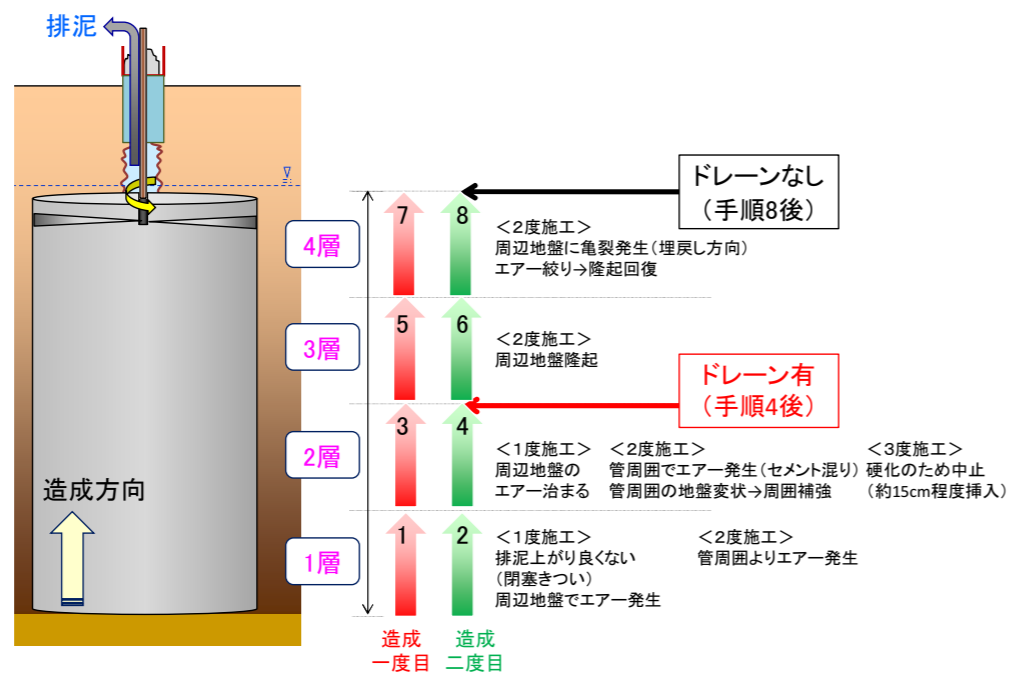 排泥
造成方向
4層
3層
2層
1層
7
8
5
6
3
4
1
2
造成
一度目
造成
二度目
ドレーンなし
（手順8後）
＜2度施工＞
周辺地盤に亀裂発生（埋戻し方向）
エアー絞り→隆起回復
＜2度施工＞
周辺地盤隆起
ドレーン有
（手順4後）
＜1度施工＞
周辺地盤の
エアー治まる
＜2度施工＞
管周囲でエアー発生（セメント混り）
管周囲の地盤変状→周囲補強
＜3度施工＞
硬化のため中止
（約15cm程度挿入）
＜1度施工＞
排泥上がり良くない
（閉塞きつい）
周辺地盤でエアー発生
＜2度施工＞
管周囲よりエアー発生